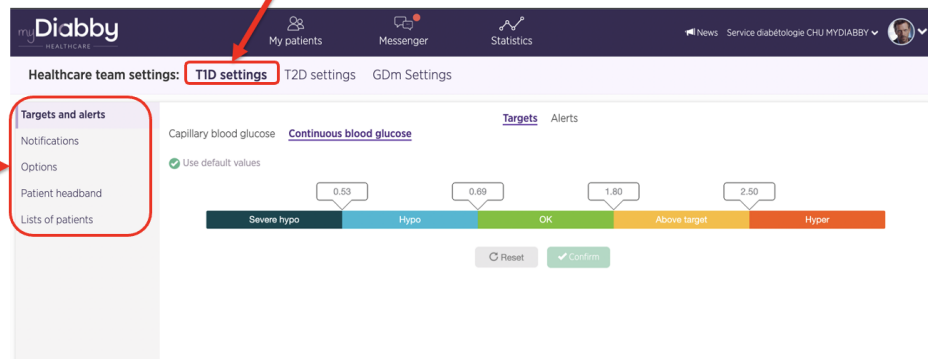 myDiabby
HEALTHCARE
My patients
Messenger
Statistics
News Service diabétologie CHU MYDIABBY
Healthcare team settings: T1D settings T2D settings GDm Settings
Targets and alerts
Notifications
Options
Patient headband
Lists of patients
Targets Alerts
Capillary blood glucose Continuous blood glucose
Use default values
0.53 0.69 1.80 2.50
Severe hypo Hypo OK Above target Hyper
Reset Confirm